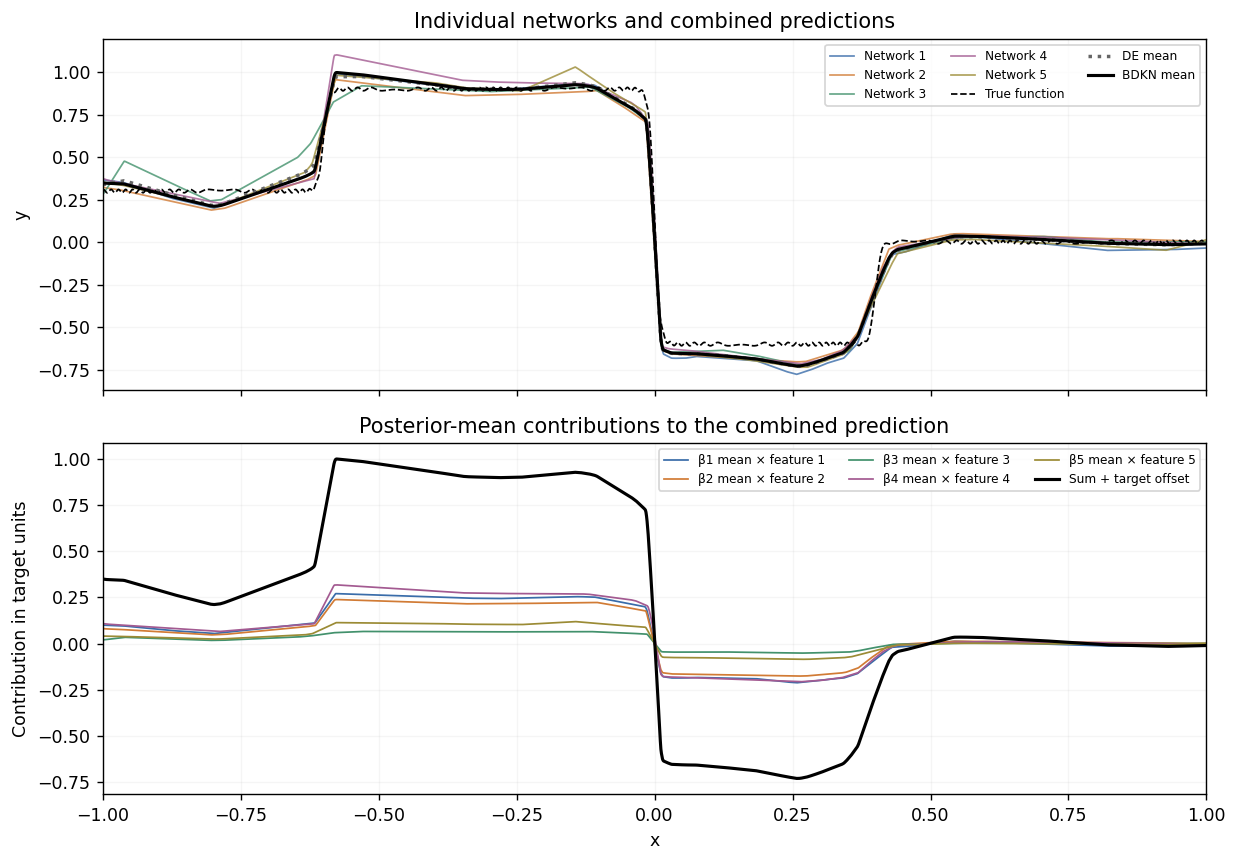 Individual networks and combined predictions
Network 1
Network 2
Network 3
Network 4
Network 5
True function
DE mean
BDKN mean
1.00
0.75
0.50
0.25
0.00
−0.25
−0.50
−0.75
y
Posterior-mean contributions to the combined prediction
β1 mean × feature 1
β2 mean × feature 2
β3 mean × feature 3
β4 mean × feature 4
β5 mean × feature 5
Sum + target offset
1.00
0.75
0.50
0.25
0.00
−0.25
−0.50
−0.75
Contribution in target units
−1.00 −0.75 −0.50 −0.25 0.00 0.25 0.50 0.75 1.00
x